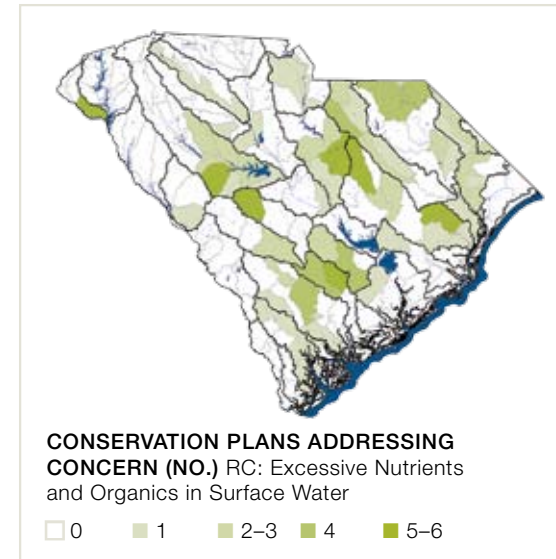 CONSERVATION PLANS ADDRESSING
CONCERN (NO.) RC: Excessive Nutrients
and Organics in Surface Water
0 1 2–3 4 5–6